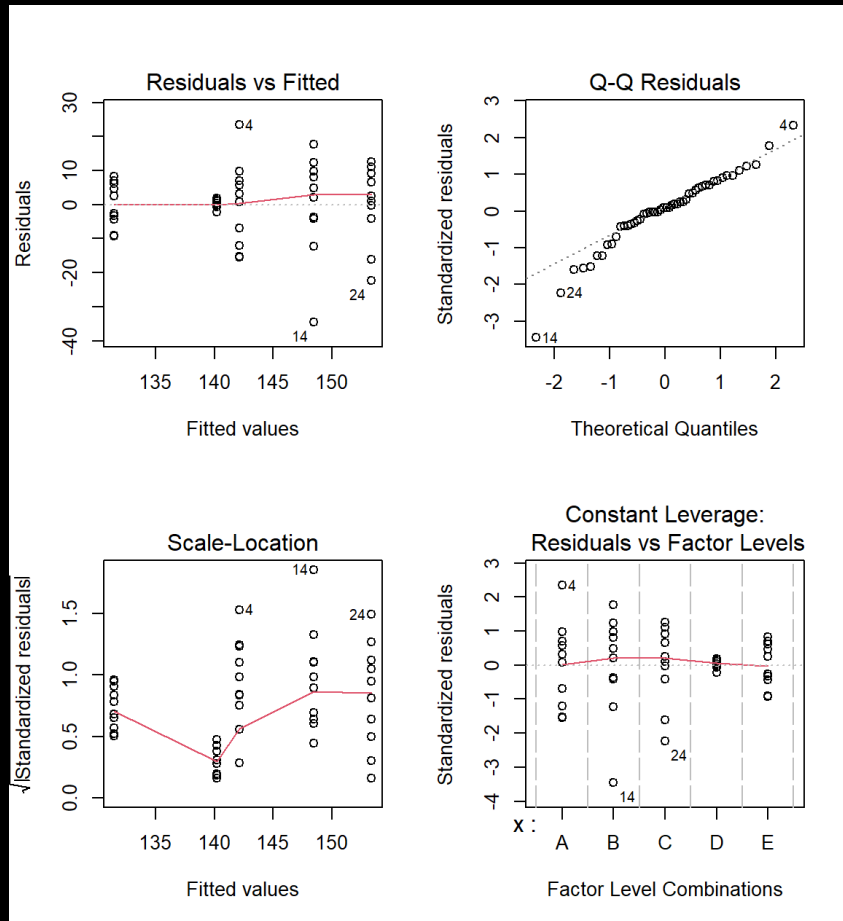 Residuals vs Fitted
30
10
0
-20
-40
Residuals
4
24
14
135 140 145 150
Fitted values
Q-Q Residuals
3
2
1
0
-1
-2
-3
Standardized residuals
4
24
14
-2 -1 0 1 2
Theoretical Quantiles
Scale-Location
1.5
1.0
0.5
0.0
√|Standardized residuals|
14
4
24
135 140 145 150
Fitted values
Constant Leverage:
Residuals vs Factor Levels
3
2
1
0
-1
-2
-3
-4
Standardized residuals
4
24
14
x :
A B C D E
Factor Level Combinations